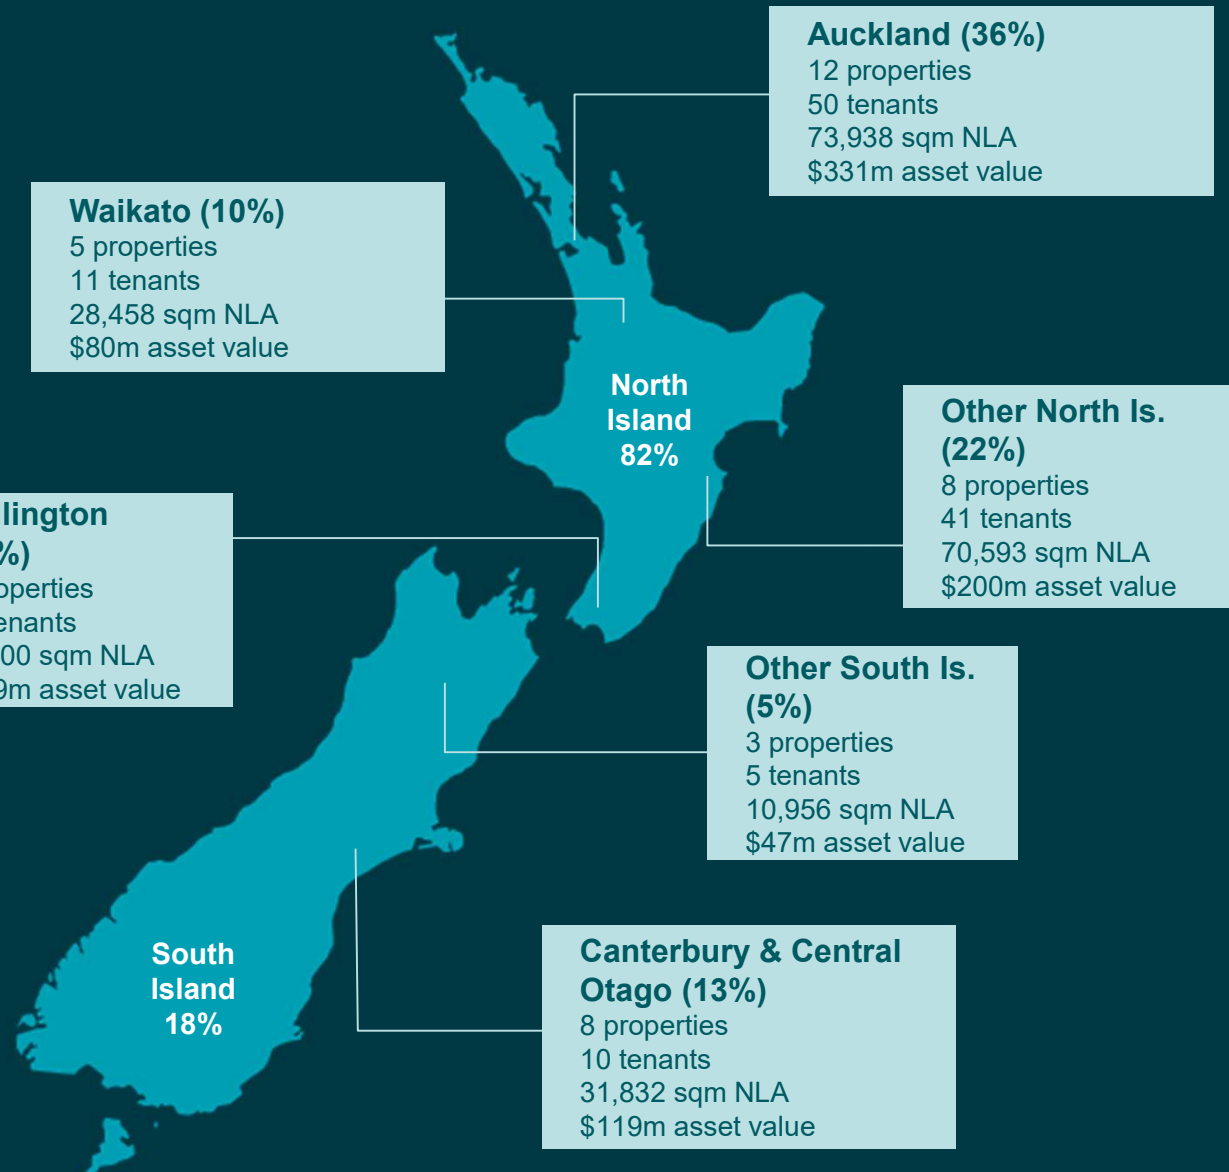 Auckland (36%)
12 properties
50 tenants
73,938 sqm NLA
$331m asset value
Waikato (10%)
5 properties
11 tenants
28,458 sqm NLA
$80m asset value
North
Island
82%
Other North Is.
(22%)
8 properties
41 tenants
70,593 sqm NLA
$200m asset value
lington
%)
operties
enants
00 sqm NLA
9m asset value
Other South Is.
(5%)
3 properties
5 tenants
10,956 sqm NLA
$47m asset value
South
Island
18%
Canterbury & Central
Otago (13%)
8 properties
10 tenants
31,832 sqm NLA
$119m asset value